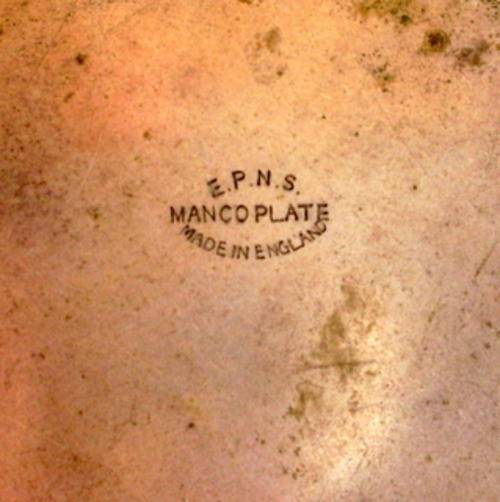 E.P.N.S.
MANCO PLATE
MADE IN ENGLAND